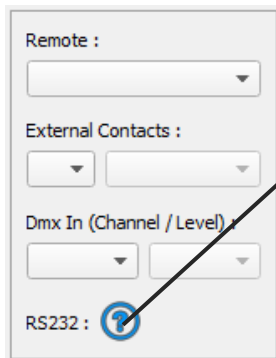 Remote :
External Contacts :
Dmx In (Channel / Level) :
RS232 : ?